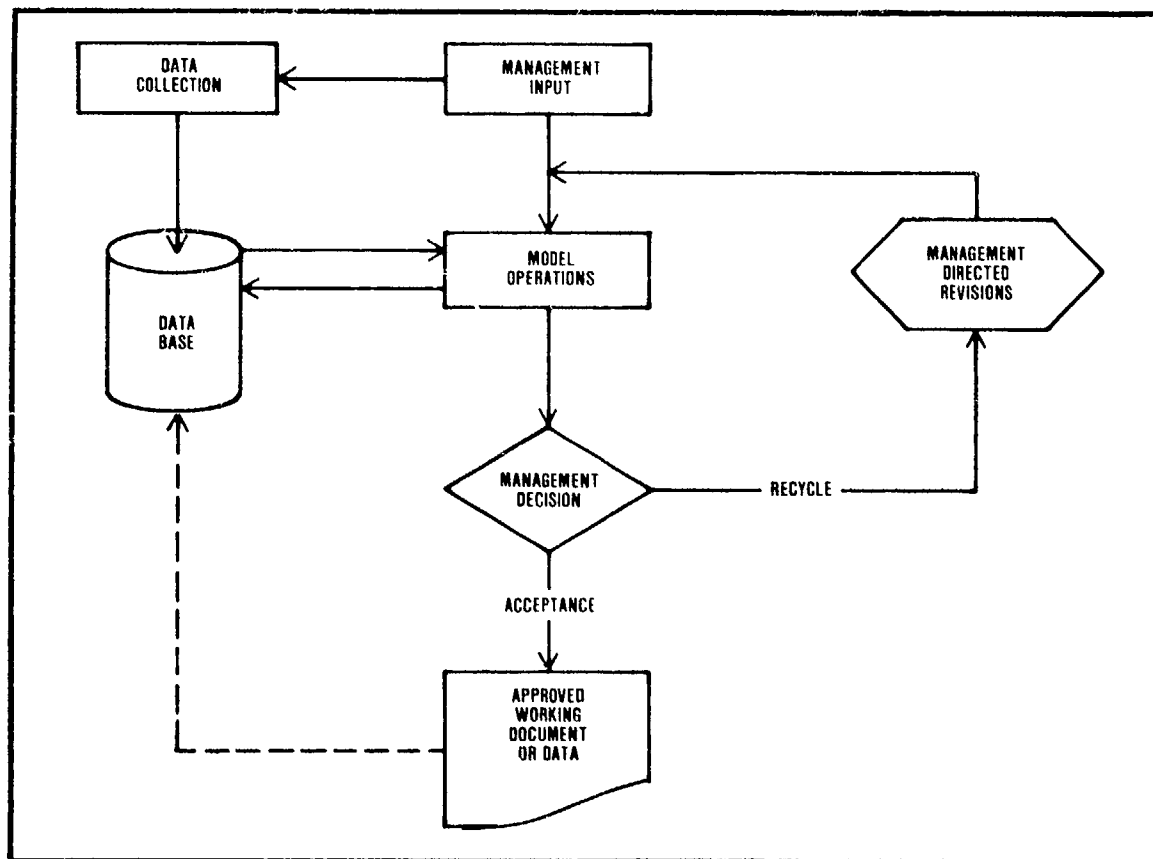 DATA
COLLECTION
MANAGEMENT
INPUT
MODEL
OPERATIONS
MANAGEMENT
DIRECTED
REVISIONS
DATA
BASE
MANAGEMENT
DECISION
RECYCLE
ACCEPTANCE
APPROVED
WORKING
DOCUMENT
OR DATA